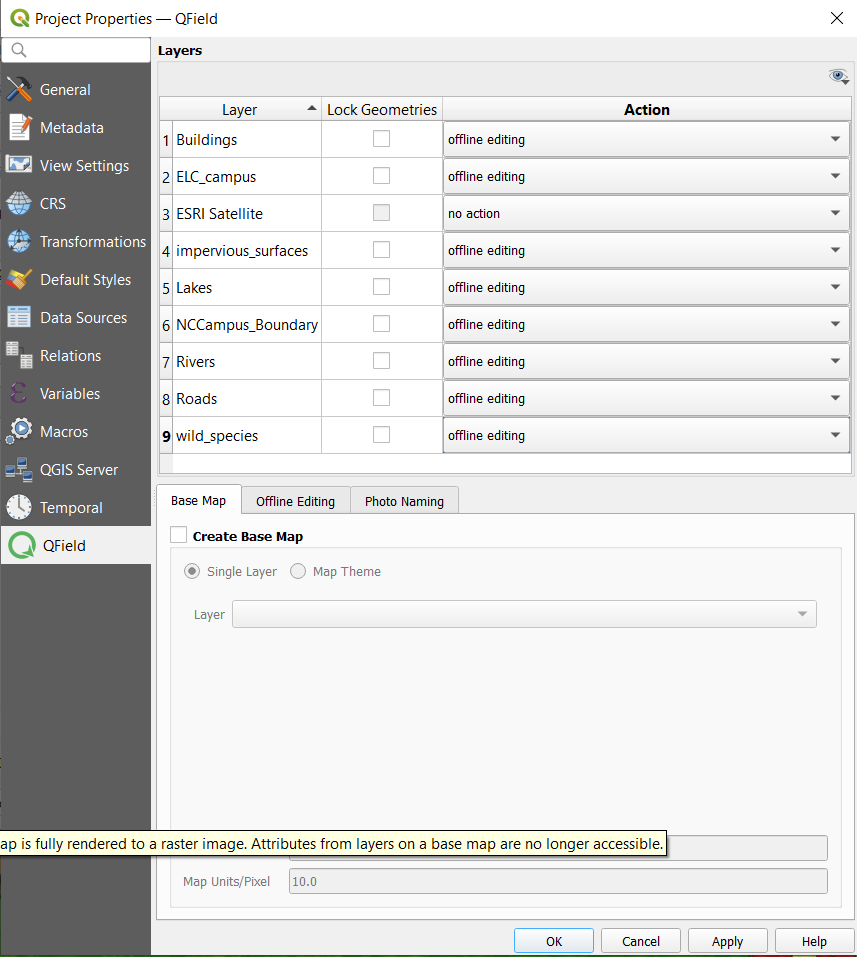 Project Properties — QField
Layers
General
Metadata
View Settings
CRS
Transformations
Default Styles
Data Sources
Relations
Variables
Macros
QGIS Server
Temporal
QField
Layer Lock Geometries Action
1 Buildings offline editing
2 ELC_campus offline editing
3 ESRI Satellite no action
4 impervious_surfaces offline editing
5 Lakes offline editing
6 NCCampus_Boundary offline editing
7 Rivers offline editing
8 Roads offline editing
9 wild_species offline editing
Base Map Offline Editing Photo Naming
Create Base Map
Single Layer Map Theme
Layer
ap is fully rendered to a raster image. Attributes from layers on a base map are no longer accessible.
Map Units/Pixel 10.0
OK Cancel Apply Help